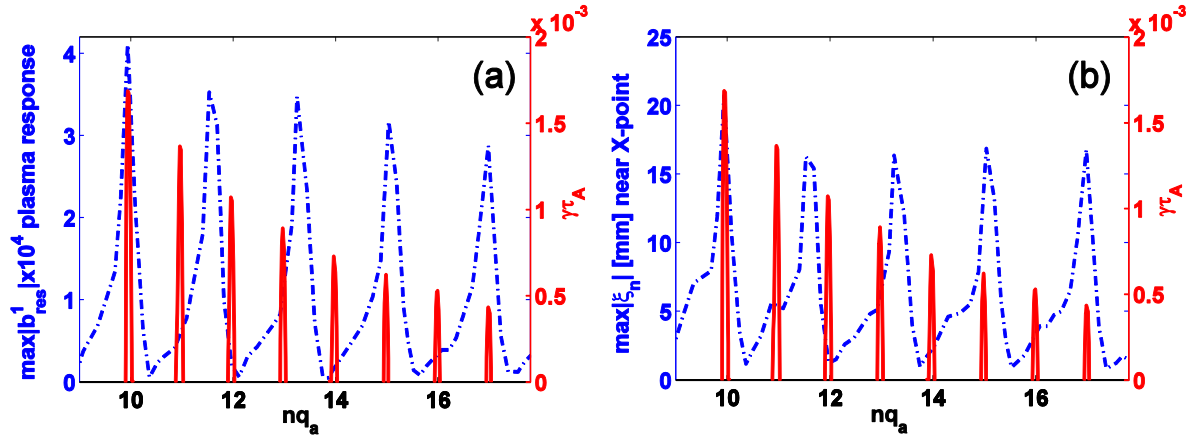 x 10⁻³
(a)
max|b¹res|x10⁴ plasma response
4
3
2
1
0
10
12
14
16
nqa
2
1.5
1
0.5
0
γτA
x 10⁻³
(b)
max|ξn| [mm] near X-point
25
20
15
10
5
0
10
12
14
16
nqa
2
1.5
1
0.5
0
γτA